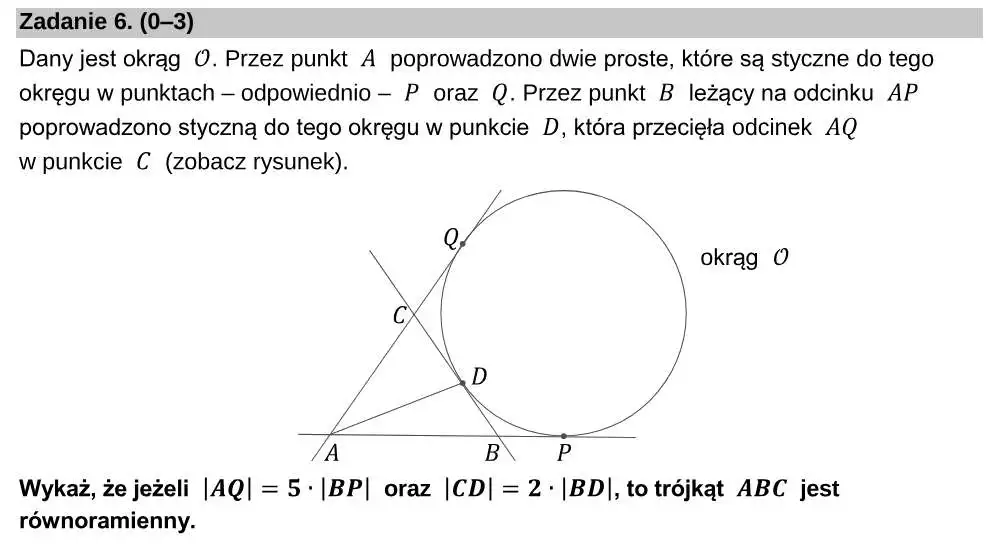 Zadanie 6. (0–3)
Dany jest okrąg 𝒪. Przez punkt A poprowadzono dwie proste, które są styczne do tego
okręgu w punktach – odpowiednio – P oraz Q. Przez punkt B leżący na odcinku AP
poprowadzono styczną do tego okręgu w punkcie D, która przecięła odcinek AQ
w punkcie C (zobacz rysunek).
Q
okrąg 𝒪
C
D
A
B
P
Wykaż, że jeżeli |AQ| = 5 · |BP| oraz |CD| = 2 · |BD|, to trójkąt ABC jest
równoramienny.